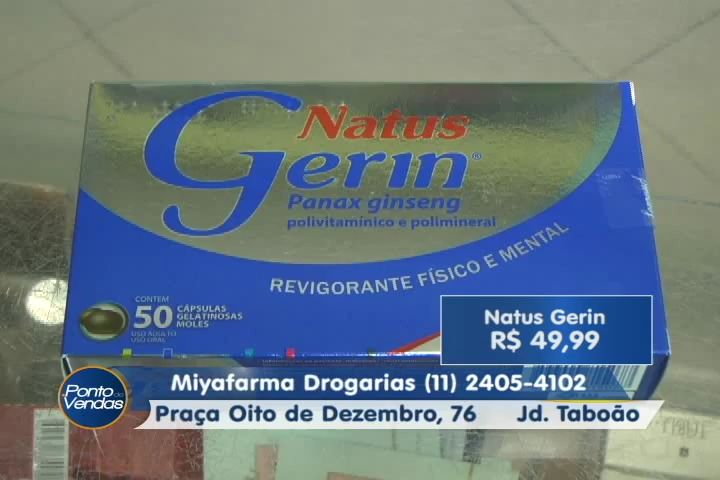 Natus
Gerin®
Panax ginseng
polivitamínico e polimineral
REVIGORANTE FÍSICO E MENTAL
CONTÉM
50 CÁPSULAS
GELATINOSAS
MOLES
USO ADULTO
USO ORAL
Natus Gerin
R$ 49,99
Ponto de Vendas
Miyafarma Drogarias (11) 2405-4102
Praça Oito de Dezembro, 76 Jd. Taboão